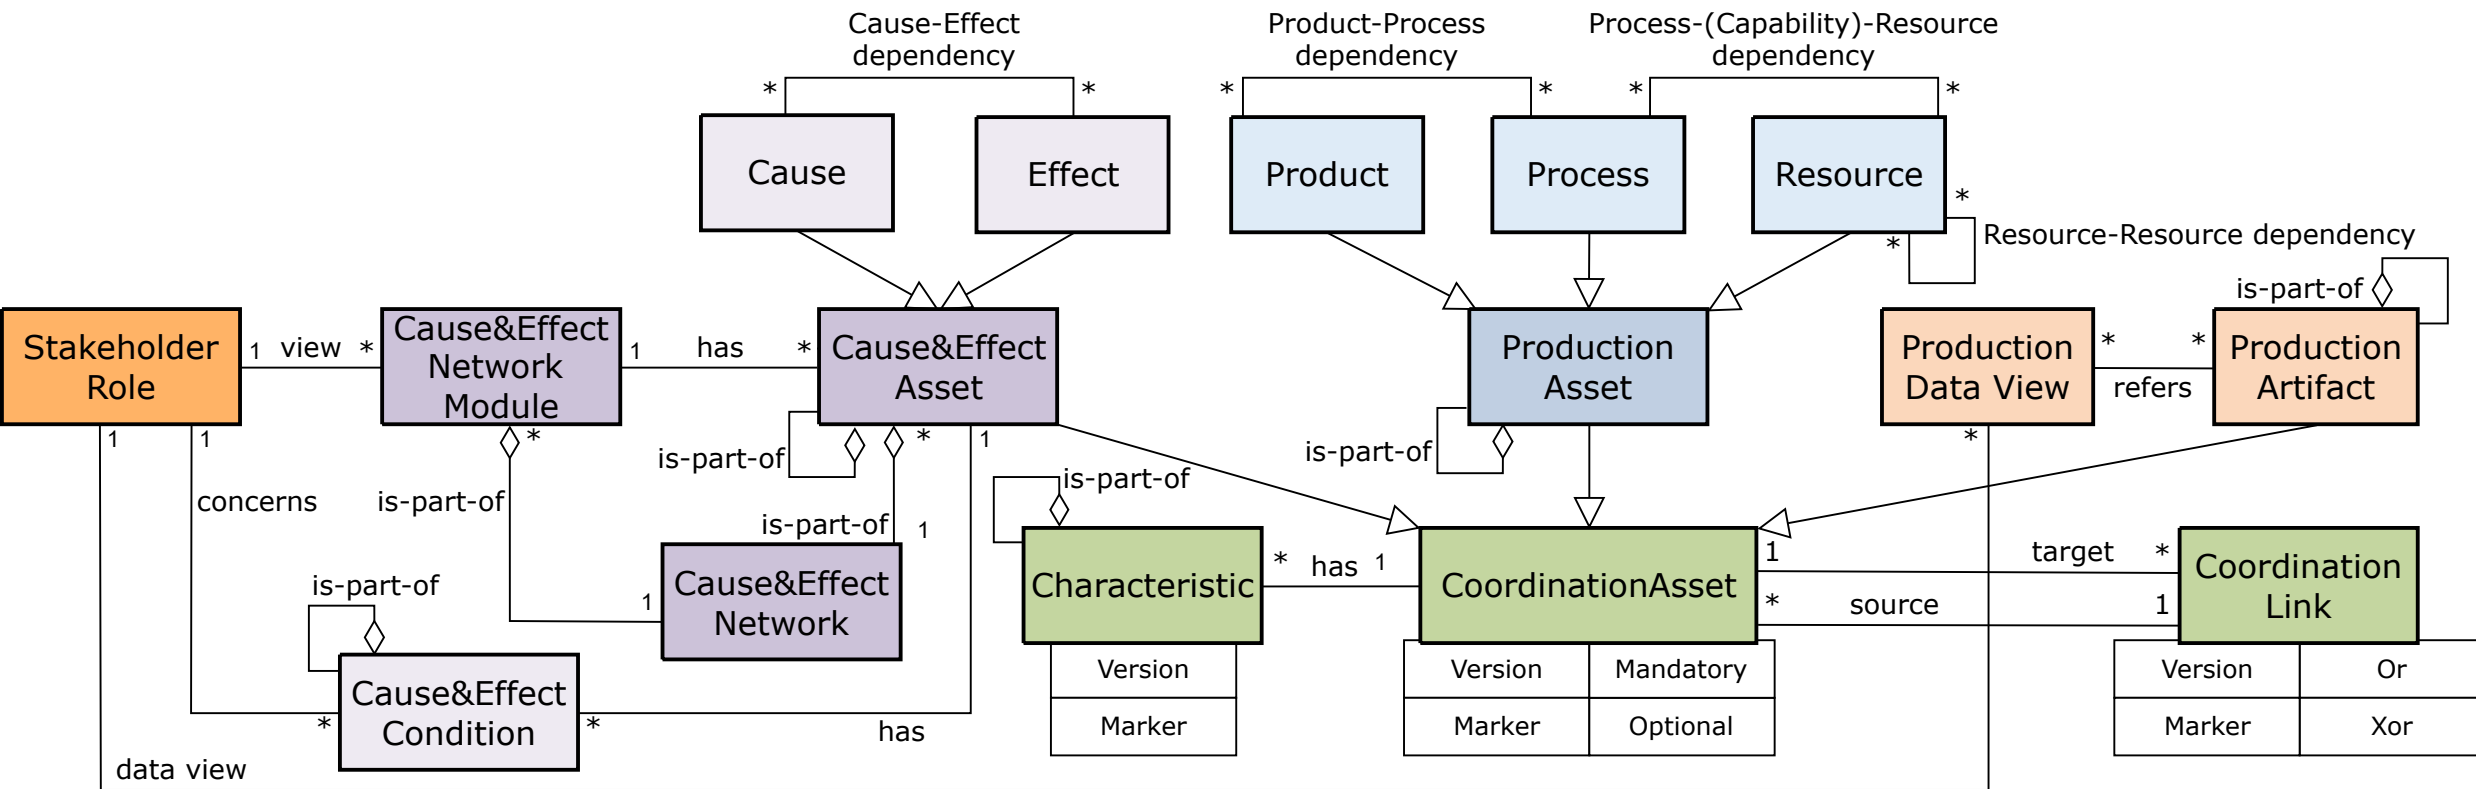 Cause-Effect
dependency
Product-Process
dependency
Process-(Capability)-Resource
dependency
* * * * * *
Cause
Effect
Product
Process
Resource
*
*
Resource-Resource dependency
is-part-of
Stakeholder
Role
1 view *
Cause&Effect
Network
Module
1 has *
Cause&Effect
Asset
Production
Asset
Production
Data View
* *
refers
Production
Artifact
1
1
*
*
1
*
is-part-of
is-part-of
is-part-of
concerns
is-part-of
is-part-of
1
Cause&Effect
Network
1
Characteristic
* has 1
CoordinationAsset
1 target *
* source 1
Coordination
Link
is-part-of
Cause&Effect
Condition
*
*
has
Version
Marker
Version
Mandatory
Marker
Optional
Version
Or
Marker
Xor
data view